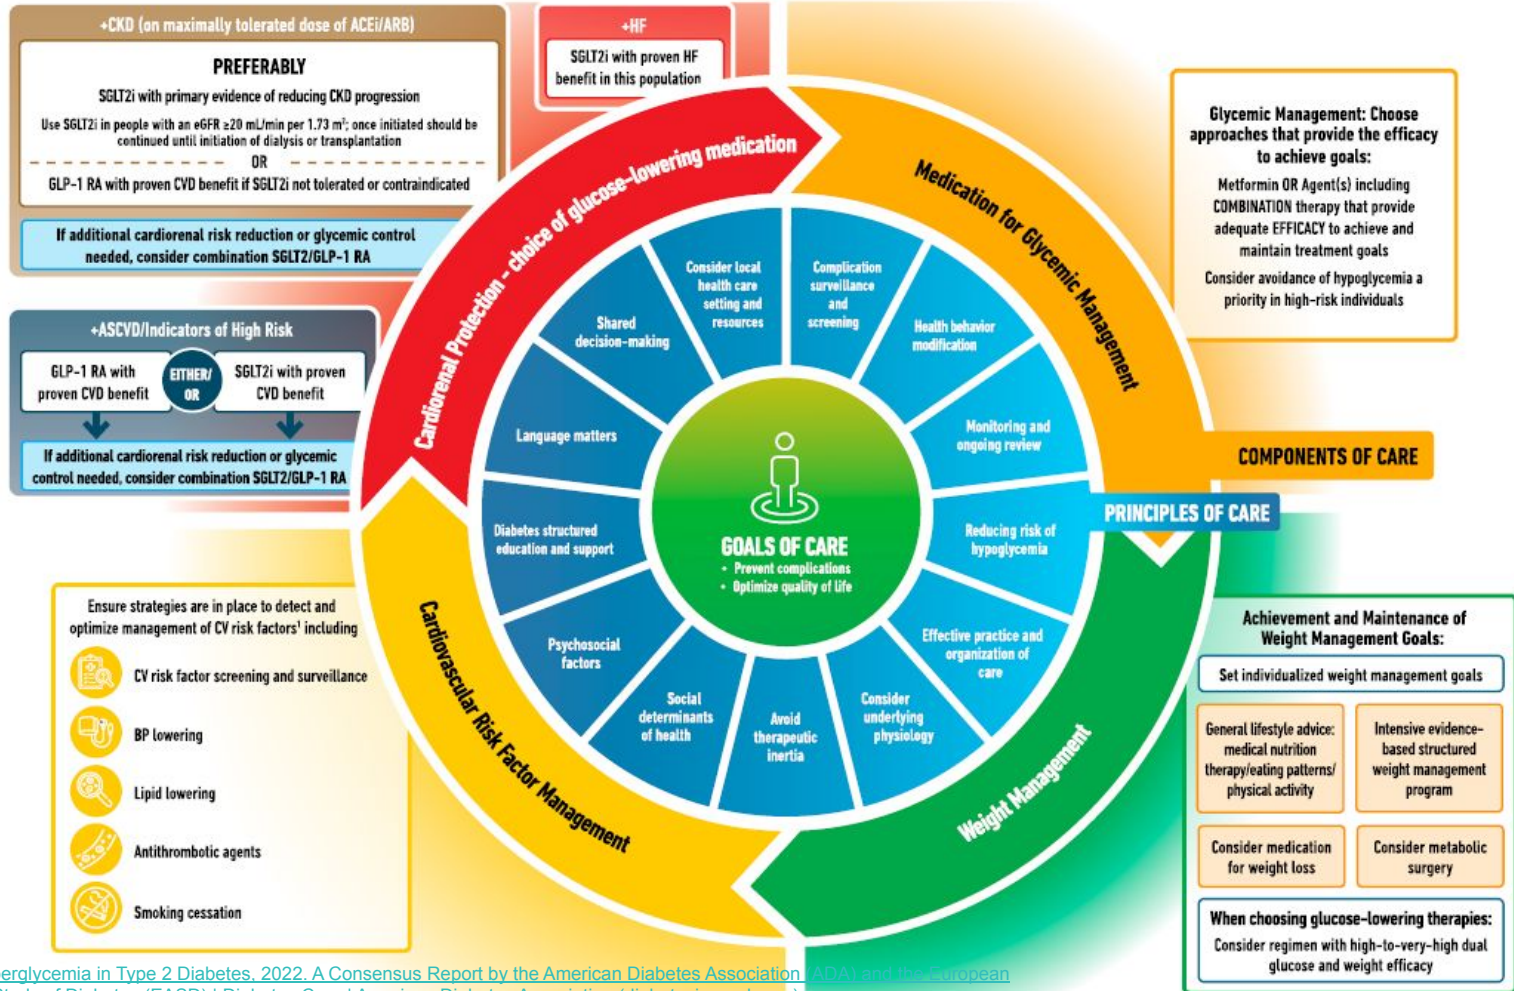 +CKD (on maximally tolerated dose of ACEi/ARB)
PREFERABLY
SGLT2i with primary evidence of reducing CKD progression
Use SGLT2i in people with an eGFR ≥20 mL/min per 1.73 m²; once initiated should be
continued until initiation of dialysis or transplantation
OR
GLP-1 RA with proven CVD benefit if SGLT2i not tolerated or contraindicated
If additional cardiorenal risk reduction or glycemic control
needed, consider combination SGLT2/GLP-1 RA
+HF
SGLT2i with proven HF
benefit in this population
+ASCVD/Indicators of High Risk
GLP-1 RA with
proven CVD benefit
EITHER/
OR
SGLT2i with proven
CVD benefit
If additional cardiorenal risk reduction or glycemic
control needed, consider combination SGLT2/GLP-1 RA
Cardiorenal Protection - choice of glucose-lowering medication
Medication for Glycemic Management
Glycemic Management: Choose
approaches that provide the efficacy
to achieve goals:
Metformin OR Agent(s) including
COMBINATION therapy that provide
adequate EFFICACY to achieve and
maintain treatment goals
Consider avoidance of hypoglycemia a
priority in high-risk individuals
COMPONENTS OF CARE
PRINCIPLES OF CARE
Consider local
health care
setting and
resources
Complication
surveillance
and
screening
Health behavior
modification
Monitoring and
ongoing review
Reducing risk of
hypoglycemia
Effective practice and
organization of
care
Consider
underlying
physiology
Avoid
therapeutic
inertia
Social
determinants
of health
Psychosocial
factors
Diabetes structured
education and support
Language matters
Shared
decision-making
GOALS OF CARE
• Prevent complications
• Optimize quality of life
Cardiovascular Risk Factor Management
Weight Management
Ensure strategies are in place to detect and
optimize management of CV risk factors¹ including
CV risk factor screening and surveillance
BP lowering
Lipid lowering
Antithrombotic agents
Smoking cessation
Achievement and Maintenance of
Weight Management Goals:
Set individualized weight management goals
General lifestyle advice:
medical nutrition
therapy/eating patterns/
physical activity
Intensive evidence-
based structured
weight management
program
Consider medication
for weight loss
Consider metabolic
surgery
When choosing glucose-lowering therapies:
Consider regimen with high-to-very-high dual
glucose and weight efficacy
perglycemia in Type 2 Diabetes, 2022. A Consensus Report by the American Diabetes Association (ADA) and the European